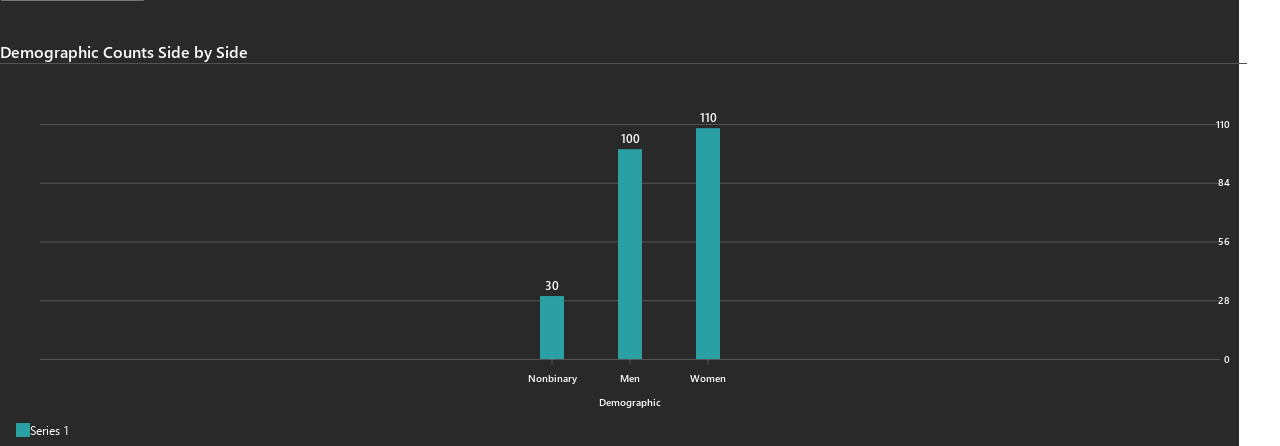 Demographic Counts Side by Side
110
110
100
84
56
30
28
0
Nonbinary Men Women
Demographic
Series 1